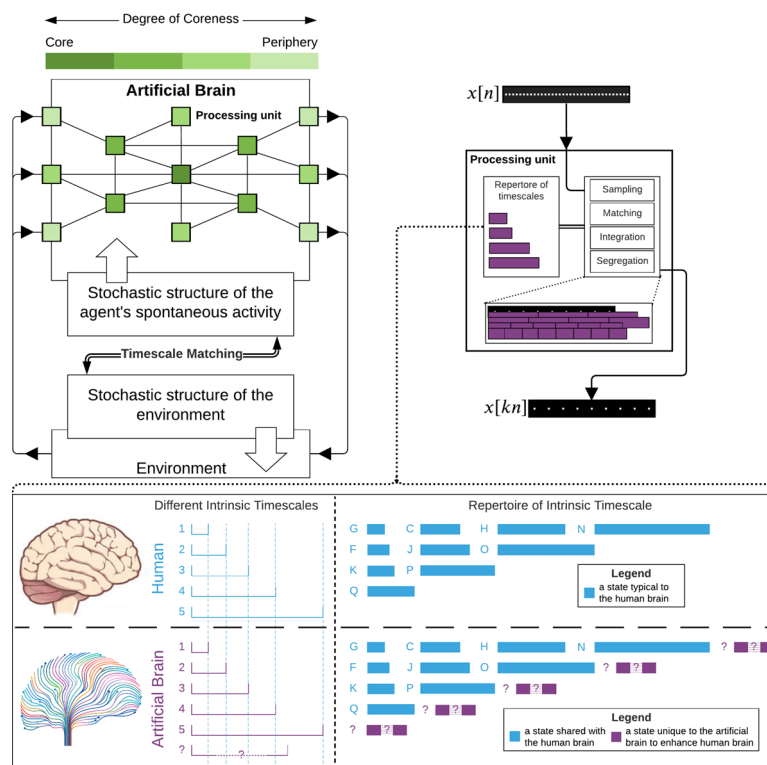 Degree of Coreness
Core
Periphery
Artificial Brain
Processing unit
Stochastic structure of the
agent's spontaneous activity
Timescale Matching
Stochastic structure of the
environment
Environment
x[n]
Processing unit
Repertoire of
timescales
Sampling
Matching
Integration
Segregation
x[kn]
Different Intrinsic Timescales
Repertoire of Intrinsic Timescale
Human
1
2
3
4
5
G C H N
F J O
K P
Q
Legend
a state typical to
the human brain
Artificial Brain
1
2
3
4
5
? ?
G C H N ? ?
F J O ? ?
K P ? ?
Q ? ?
? ?
Legend
a state shared with
the human brain
a state unique to the artificial
brain to enhance human brain